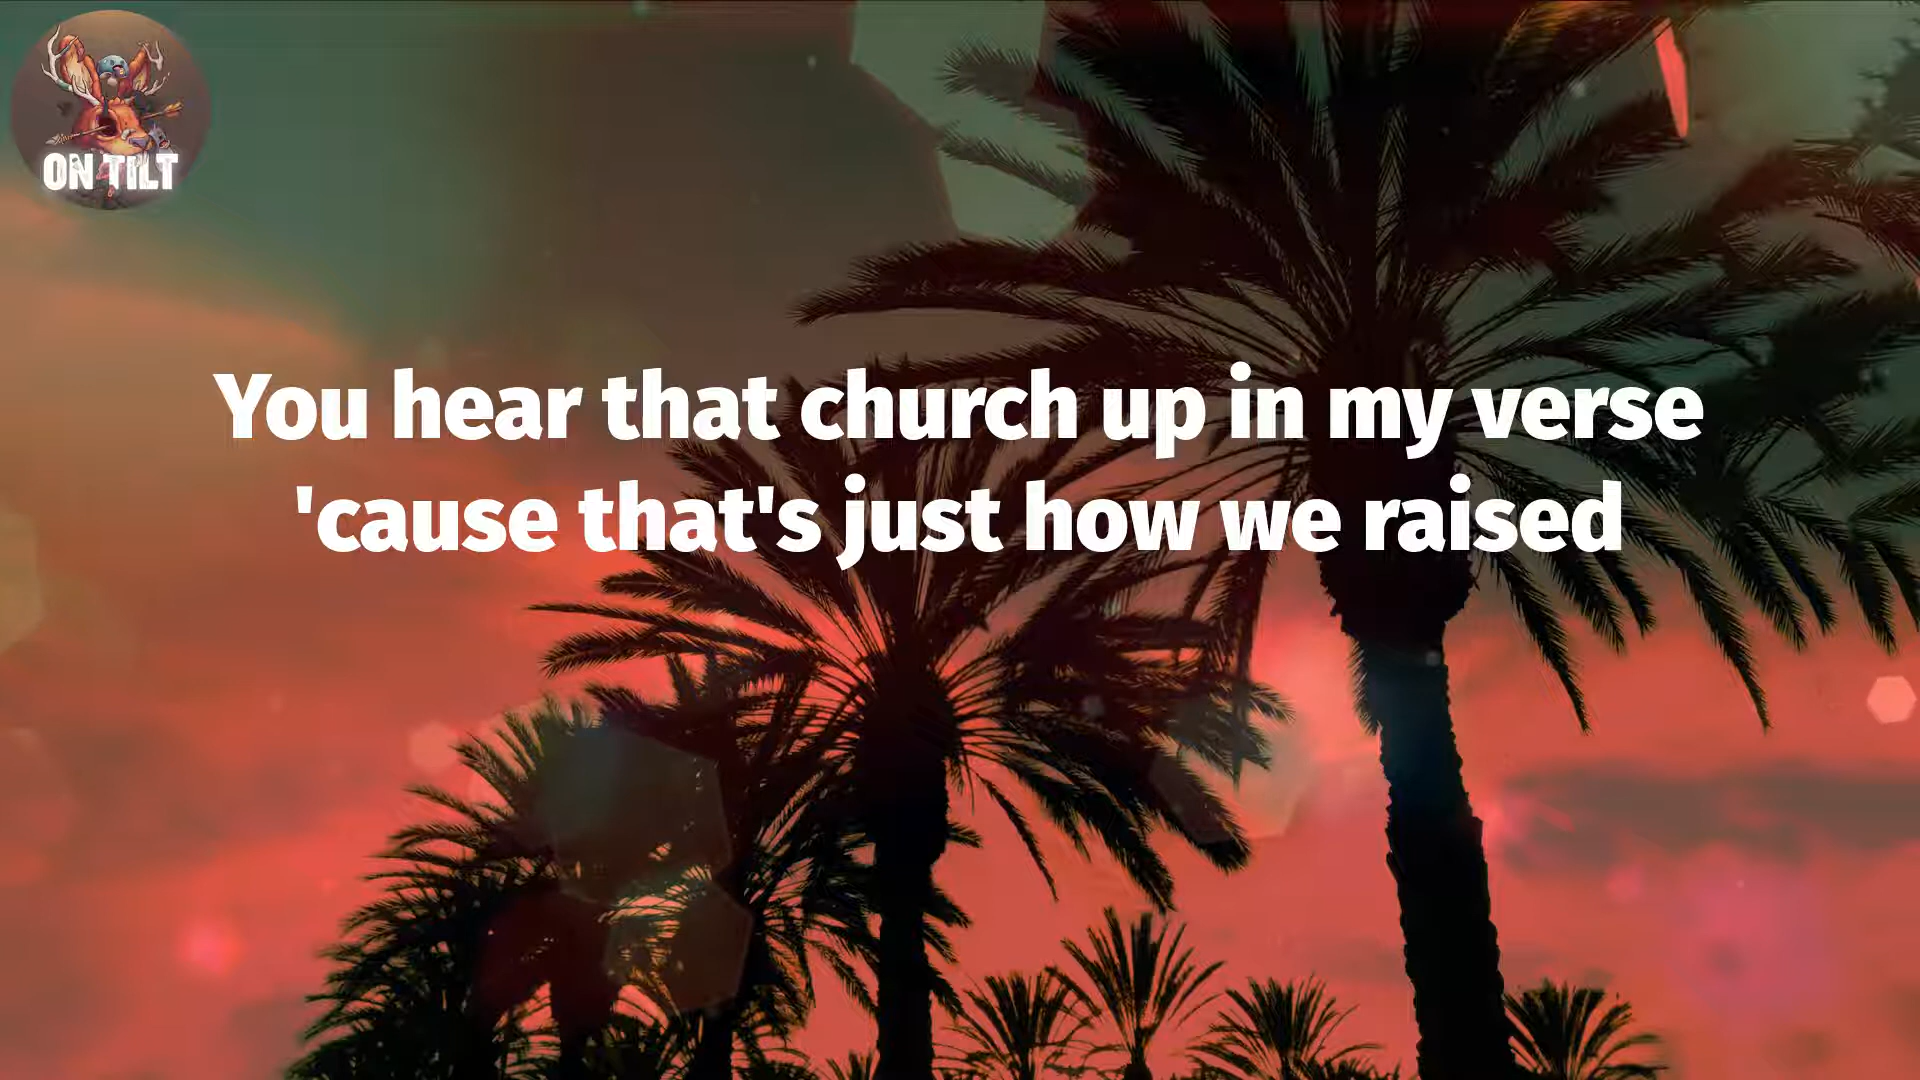 ON TILT
You hear that church up in my verse
'cause that's just how we raised